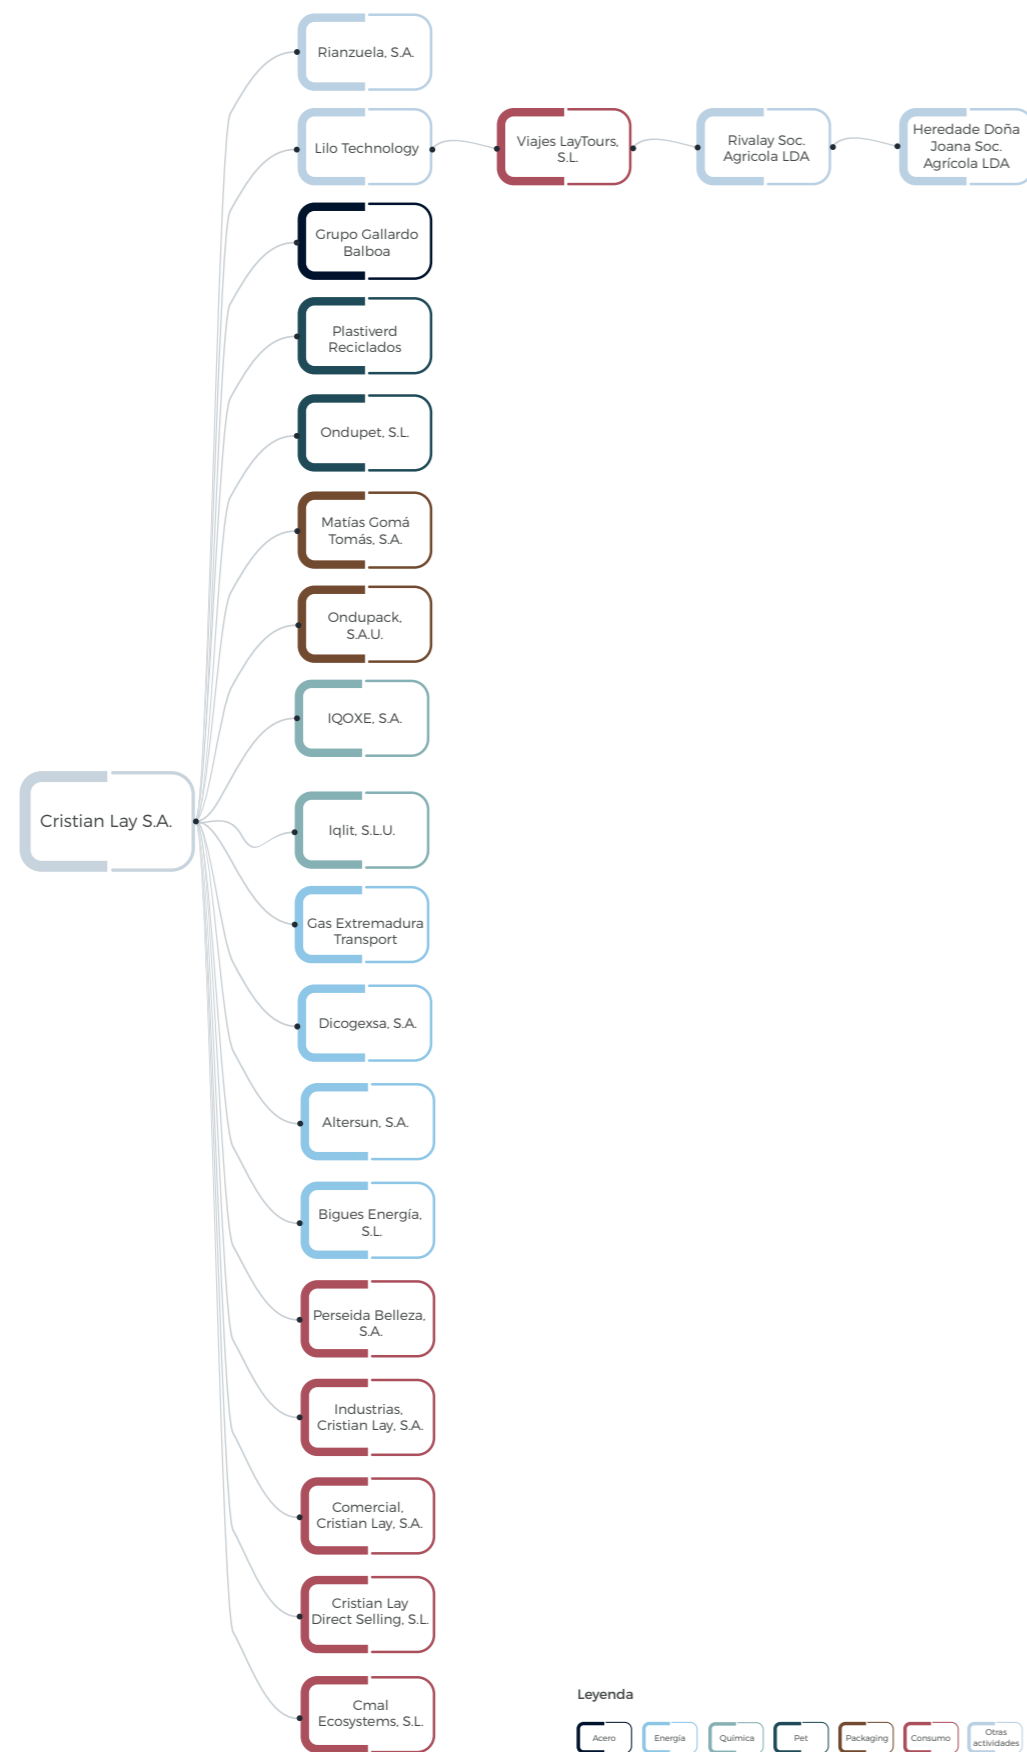 Rianzuela, S.A.
Lilo Technology
Viajes LayTours,
S.L.
Rivalay Soc.
Agricola LDA
Heredade Doña
Joana Soc.
Agrícola LDA
Grupo Gallardo
Balboa
Plastiverd
Reciclados
Ondupet, S.L.
Matías Gomá
Tomás, S.A.
Ondupack,
S.A.U.
IQOXE, S.A.
Cristian Lay S.A.
Iqlit, S.L.U.
Gas Extremadura
Transport
Dicogexsa, S.A.
Altersun, S.A.
Bigues Energía,
S.L.
Perseida Belleza,
S.A.
Industrias,
Cristian Lay, S.A.
Comercial,
Cristian Lay, S.A.
Cristian Lay
Direct Selling, S.L.
Cmal
Ecosystems, S.L.
Leyenda
Acero
Energía
Química
Pet
Packaging
Consumo
Otras
actividades